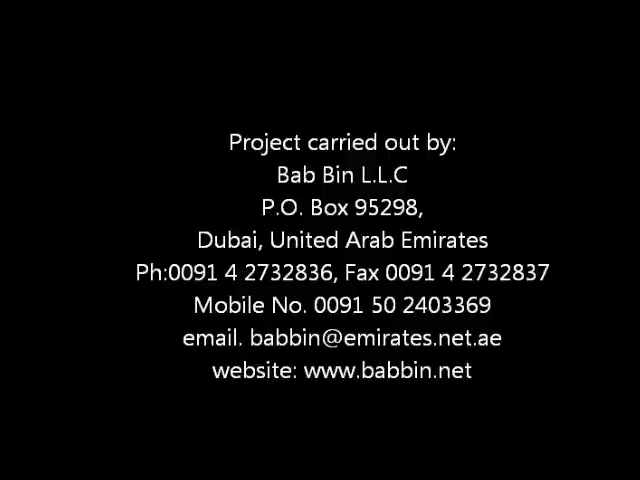 Project carried out by:
Bab Bin L.L.C
P.O. Box 95298,
Dubai, United Arab Emirates
Ph:0091 4 2732836, Fax 0091 4 2732837
Mobile No. 0091 50 2403369
email. babbin@emirates.net.ae
website: www.babbin.net